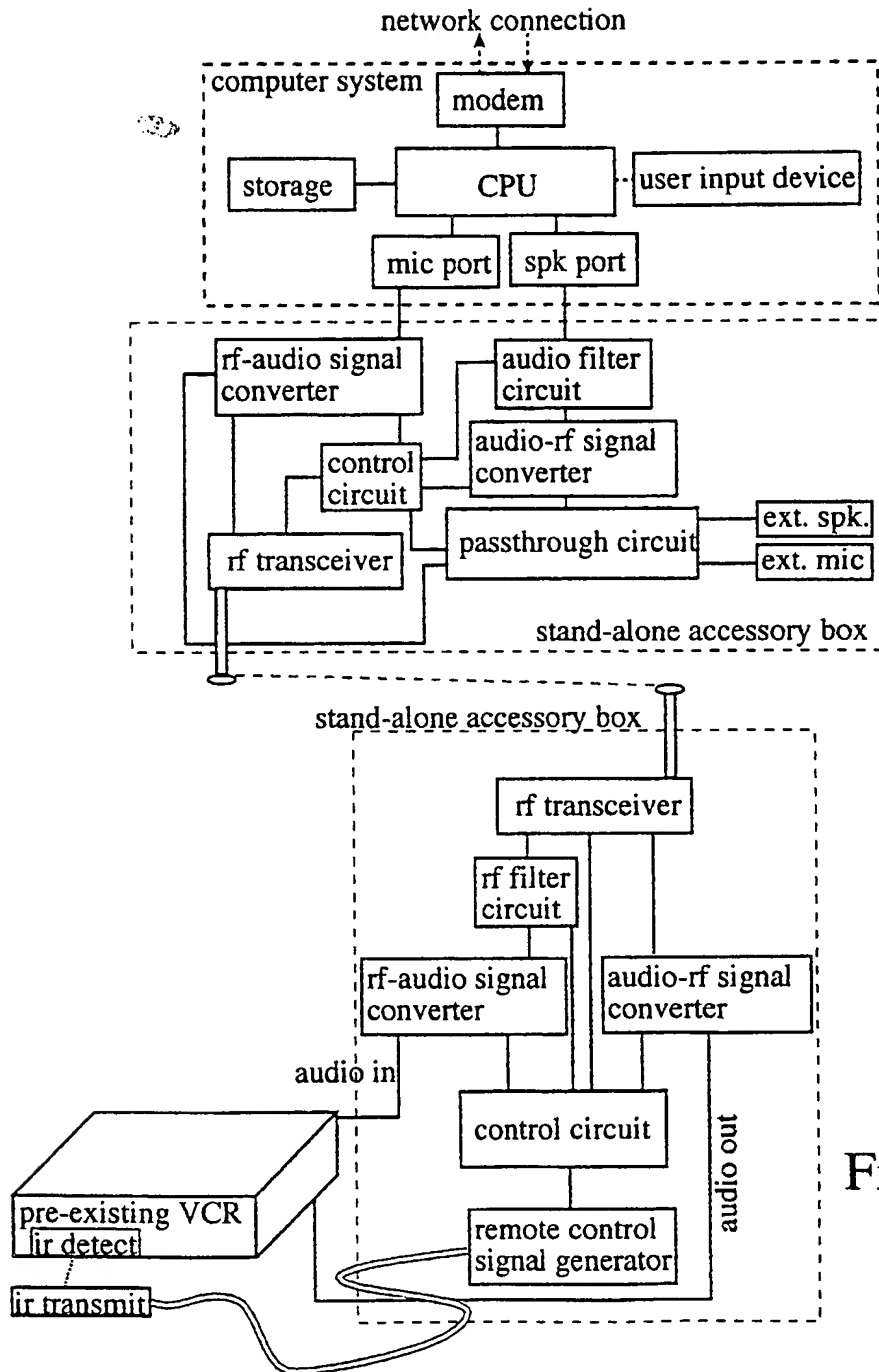 network connection
computer system
modem
storage
CPU
user input device
mic port
spk port
rf-audio signal
converter
audio filter
circuit
control
circuit
audio-rf signal
converter
rf transceiver
passthrough circuit
ext. spk.
ext. mic
stand-alone accessory box
stand-alone accessory box
rf transceiver
rf filter
circuit
rf-audio signal
converter
audio-rf signal
converter
audio in
control circuit
audio out
pre-existing VCR
ir detect
remote control
signal generator
ir transmit